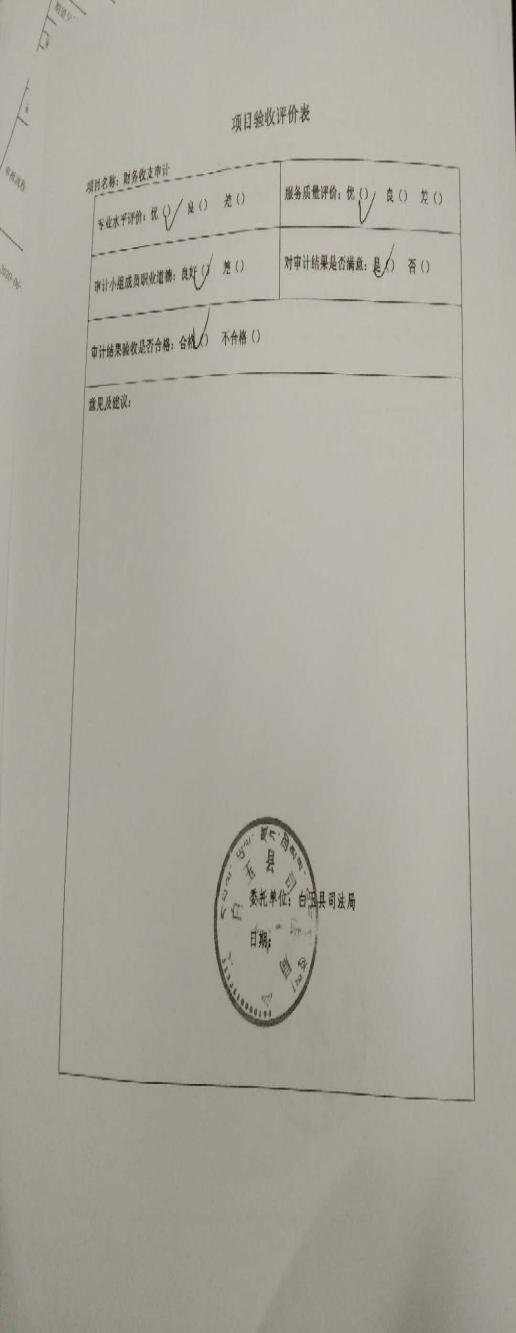 项目验收评价表
项目名称：财务收支审计
专业水平评价：优（） 良（） 差（） 服务质量评价：优（） 良（） 差（）
审计小组成员职业道德：良好（） 差（） 对审计结果是否满意：是（） 否（）
审计结果验收是否合格：合格（） 不合格（）
意见及建议：
委托单位：白玉县司法局
日期：